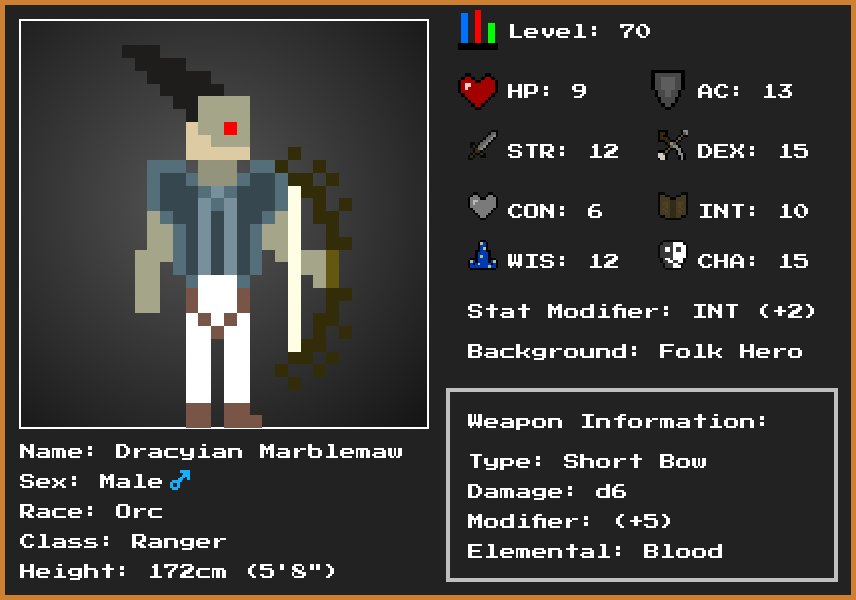 Level: 70
HP: 9 AC: 13
STR: 12 DEX: 15
CON: 6 INT: 10
WIS: 12 CHA: 15
Stat Modifier: INT (+2)
Background: Folk Hero
Weapon Information:
Type: Short Bow
Damage: d6
Modifier: (+5)
Elemental: Blood
Name: Dracyian Marblemaw
Sex: Male ♂
Race: Orc
Class: Ranger
Height: 172cm (5'8")